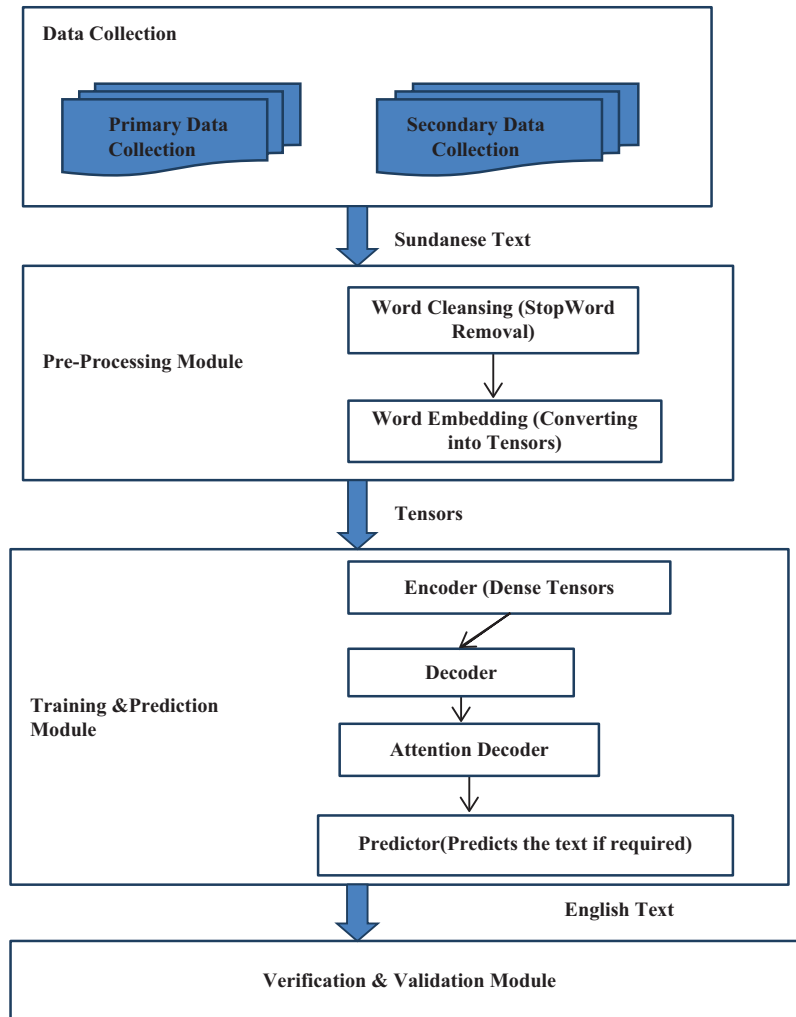 Data Collection
Primary Data
Collection
Secondary Data
Collection
Sundanese Text
Word Cleansing (StopWord
Removal)
Pre-Processing Module
Word Embedding (Converting
into Tensors)
Tensors
Encoder (Dense Tensors
Decoder
Training &Prediction
Module
Attention Decoder
Predictor(Predicts the text if required)
English Text
Verification & Validation Module